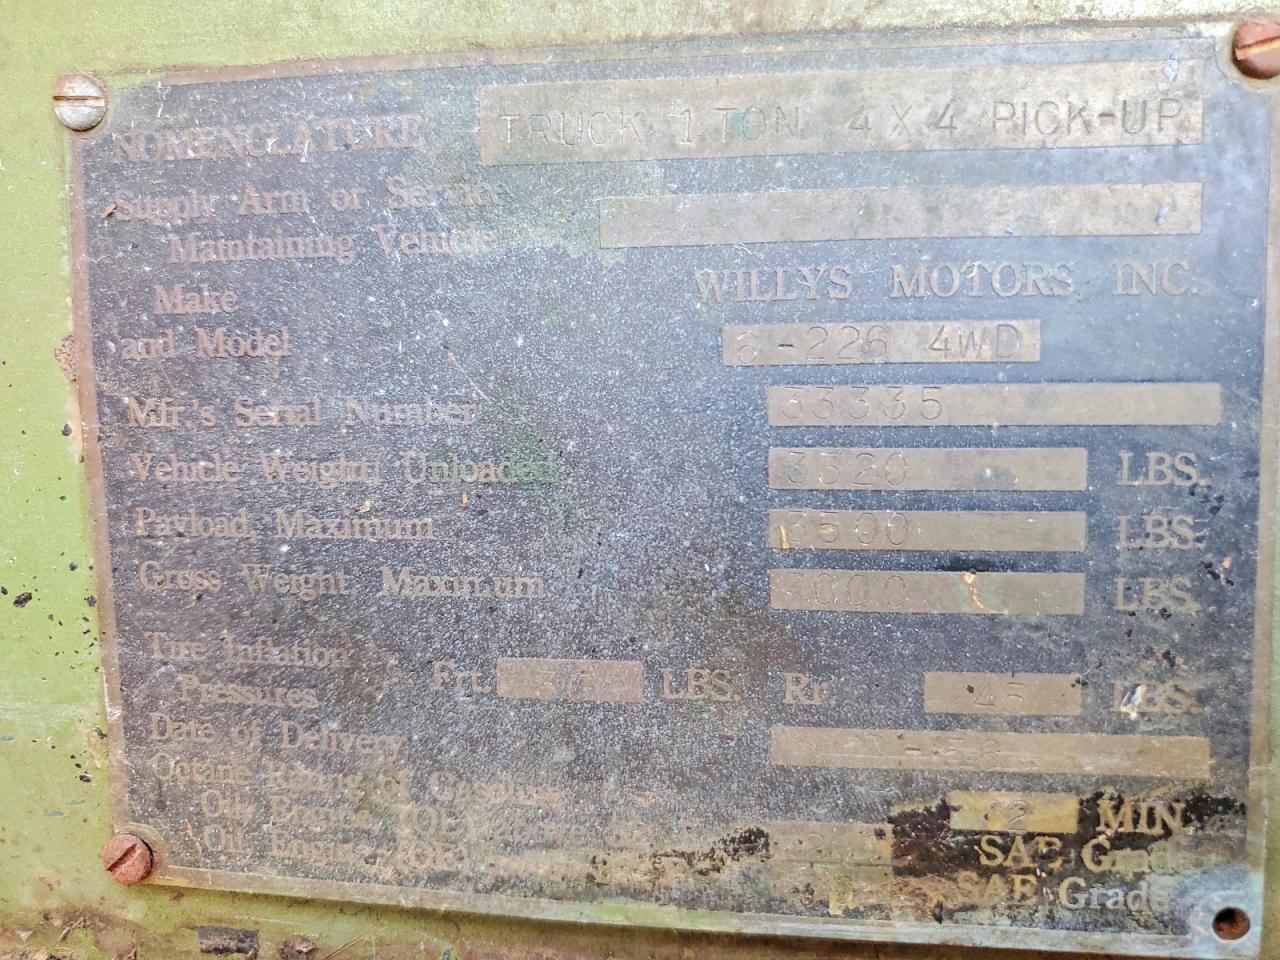 NOMENCLATURE TRUCK 1 TON 4X4 PICK-UP
Supply Arm or Service
Maintaining Vehicle
Make WILLYS MOTORS INC.
and Model 6-226 4WD
Mfr.'s Serial Number 33335
Vehicle Weight, Unloaded 3320 LBS.
Payload, Maximum LBS.
Gross Weight, Maximum LBS.
Tire Inflation
Pressures Frt. LBS. Rr. 45 LBS.
Date of Delivery
Octane Rating of Gasoline 72 MIN.
Oil, Engine, SAE Grade
Oil, Engine, SAE Grade